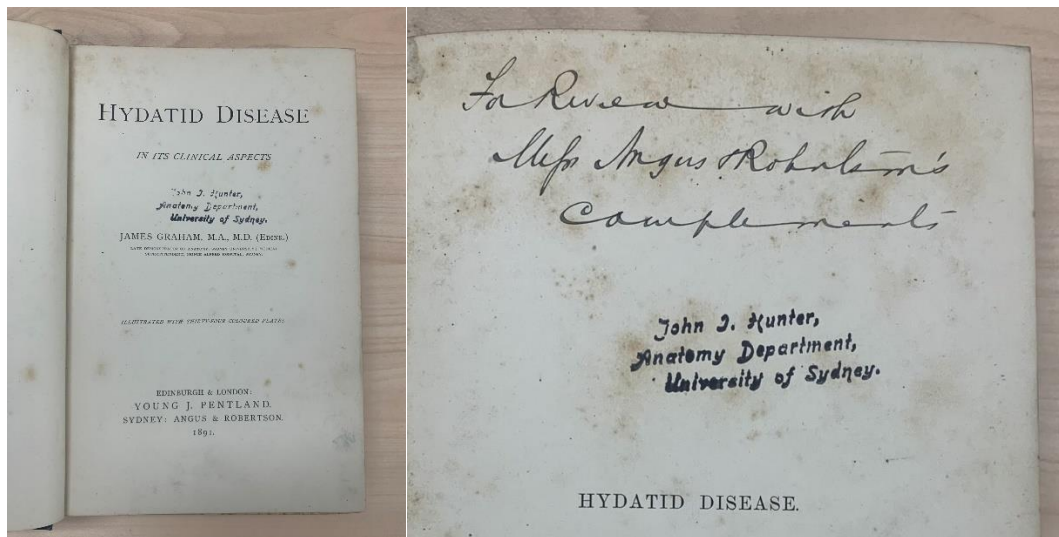 HYDATID DISEASE
IN ITS CLINICAL ASPECTS
John I. Hunter,
Anatomy Department,
University of Sydney.
JAMES GRAHAM, M.A., M.D. (EDIN.)
(ILLUSTRATED WITH THIRTY-FOUR COLOURED PLATES)
EDINBURGH & LONDON:
YOUNG J. PENTLAND.
SYDNEY: ANGUS & ROBERTSON.
1891.
For Review with
Mess Angus & Robertson's
Compliments
John I. Hunter,
Anatomy Department,
University of Sydney.
HYDATID DISEASE.